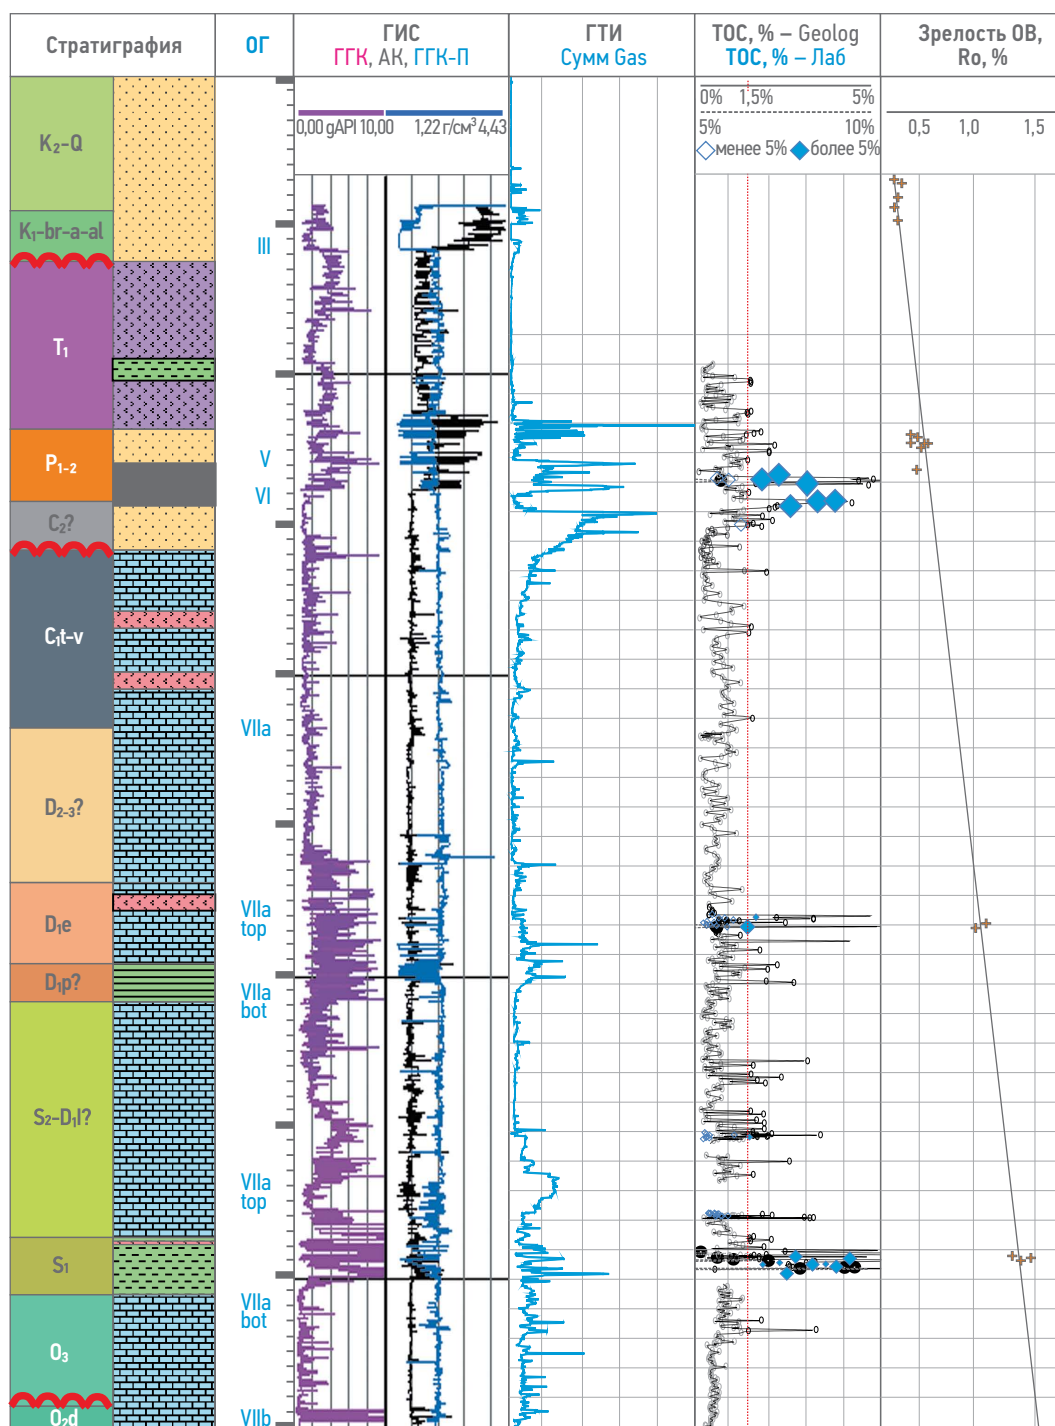 Стратиграфия
ОГ
ГИС
ГГК, АК, ГГК-П
ГТИ
Сумм Gas
TOC, % – Geolog
TOC, % – Лаб
Зрелость ОВ,
Ro, %
0,00 gAPI 10,00
1,22 г/см³ 4,43
0% 1,5% 5%
5% 10%
менее 5% более 5%
0,5 1,0 1,5
K₂-Q
K₁-br-a-al
III
T₁
P₁₋₂
V
VI
C₂?
C₁t-v
VIIa
D₂₋₃?
D₁e
VIIa
top
D₁p?
VIIa
bot
S₂-D₁l?
VIIa
top
S₁
VIIa
bot
O₃
O₂d
VIIb